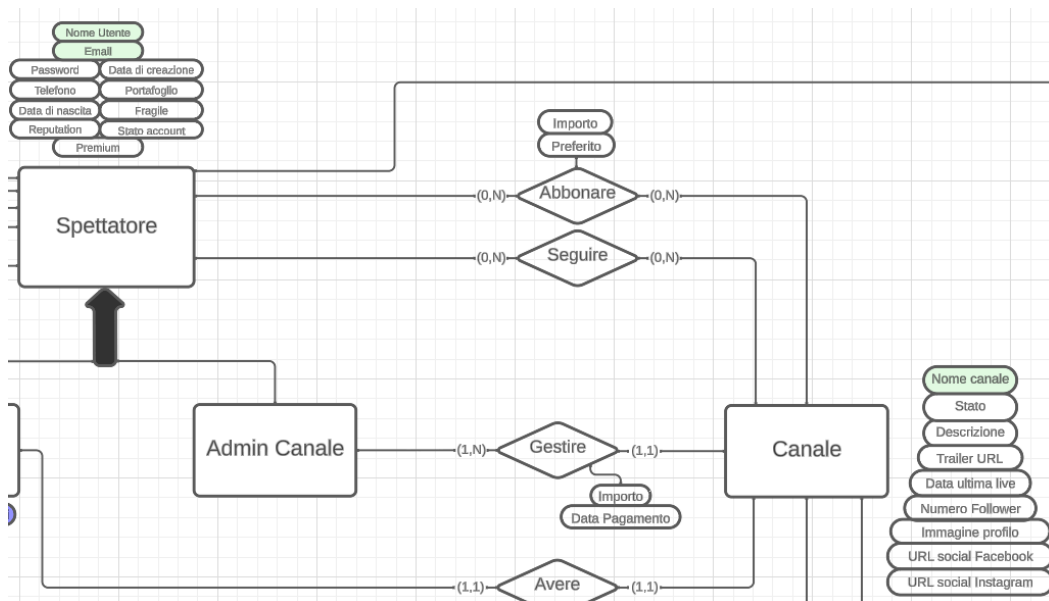 Nome Utente
Email
Password
Data di creazione
Telefono
Portafoglio
Data di nascita
Fragile
Reputation
Stato account
Premium
Spettatore
Importo
Preferito
(0,N)
Abbonare
(0,N)
(0,N)
Seguire
(0,N)
Admin Canale
(1,N)
Gestire
(1,1)
Importo
Data Pagamento
Canale
Nome canale
Stato
Descrizione
Trailer URL
Data ultima live
Numero Follower
Immagine profilo
URL social Facebook
URL social Instagram
(1,1)
Avere
(1,1)